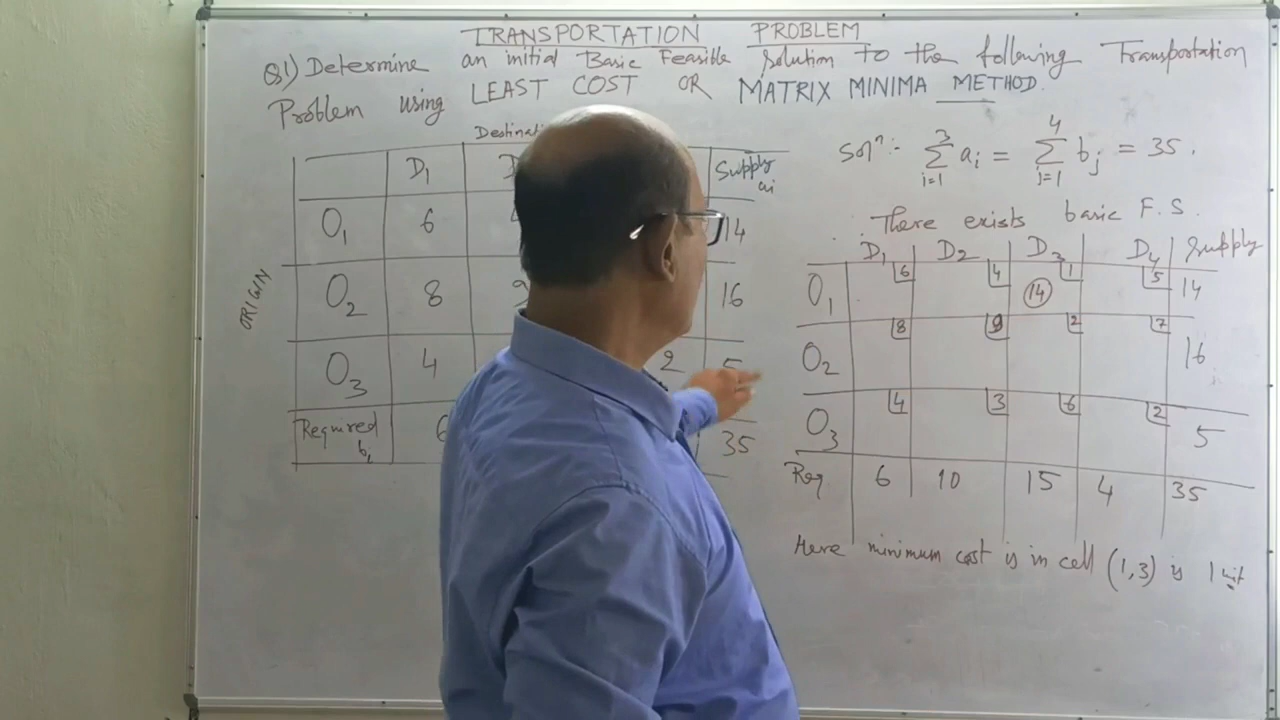 TRANSPORTATION PROBLEM
Q1) Determine an initial Basic Feasible Solution to the following Transportation
Problem using LEAST COST OR MATRIX MINIMA METHOD.
D1 Supply ai
O1 6 14
ORIGIN
O2 8 16
O3 4 2 5
Required bj 35
Soln:- 3 Σ i=1 ai = 4 Σ j=1 bj = 35.
There exists basic F.S.
D1 D2 D3 D4 Supply
O1 6 4 14 1 5 14
O2 8 9 2 7 16
O3 4 3 6 2 5
Req 6 10 15 4 35
Here minimum cost is in cell (1,3) is 1